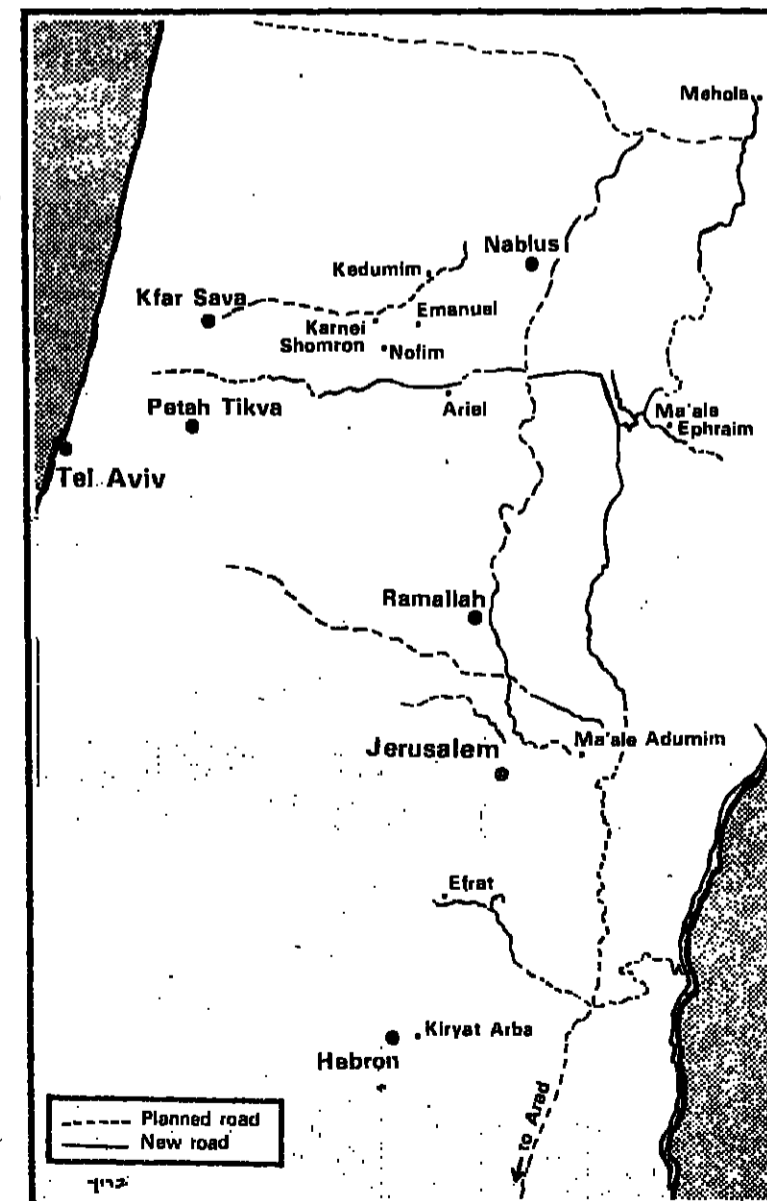 Mehola
Nablus
Kedumim
Kfar Sava
Emanuel
Karnei
Shomron
Nofim
Petah Tikva
Ariel
Ma'ale
Ephraim
Tel Aviv
Ramallah
Ma'ale Adumim
Jerusalem
Efrat
Kiryat Arba
Hebron
to Arad
Planned road
New road